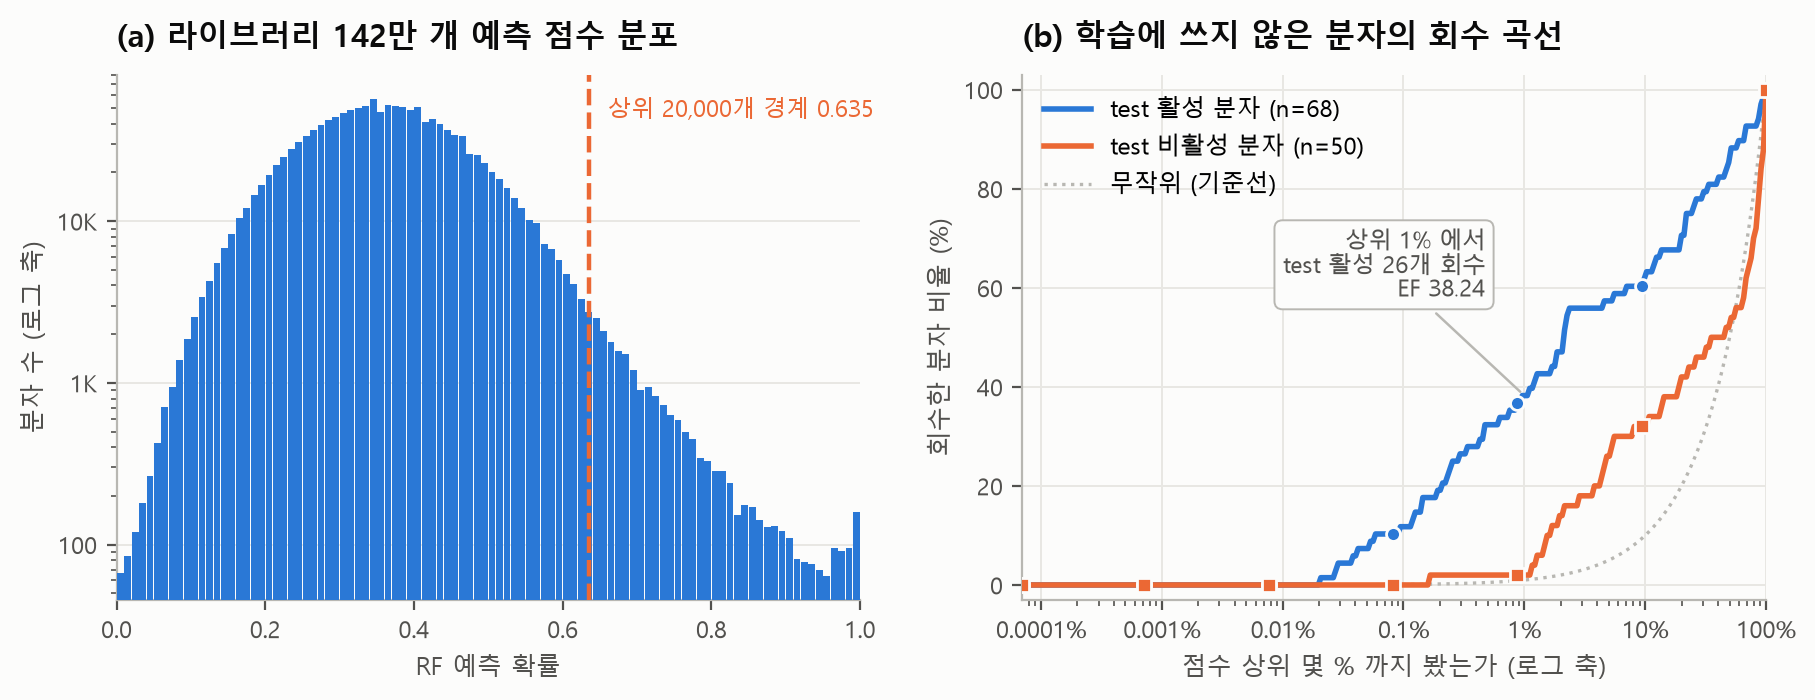 (a) 라이브러리 142만 개 예측 점수 분포
상위 20,000개 경계 0.635
분자 수 (로그 축)
10K
1K
100
0.0
0.2
0.4
0.6
0.8
1.0
RF 예측 확률
(b) 학습에 쓰지 않은 분자의 회수 곡선
test 활성 분자 (n=68)
test 비활성 분자 (n=50)
무작위 (기준선)
상위 1% 에서
test 활성 26개 회수
EF 38.24
회수한 분자 비율 (%)
100
80
60
40
20
0
0.0001%
0.001%
0.01%
0.1%
1%
10%
100%
점수 상위 몇 % 까지 봤는가 (로그 축)